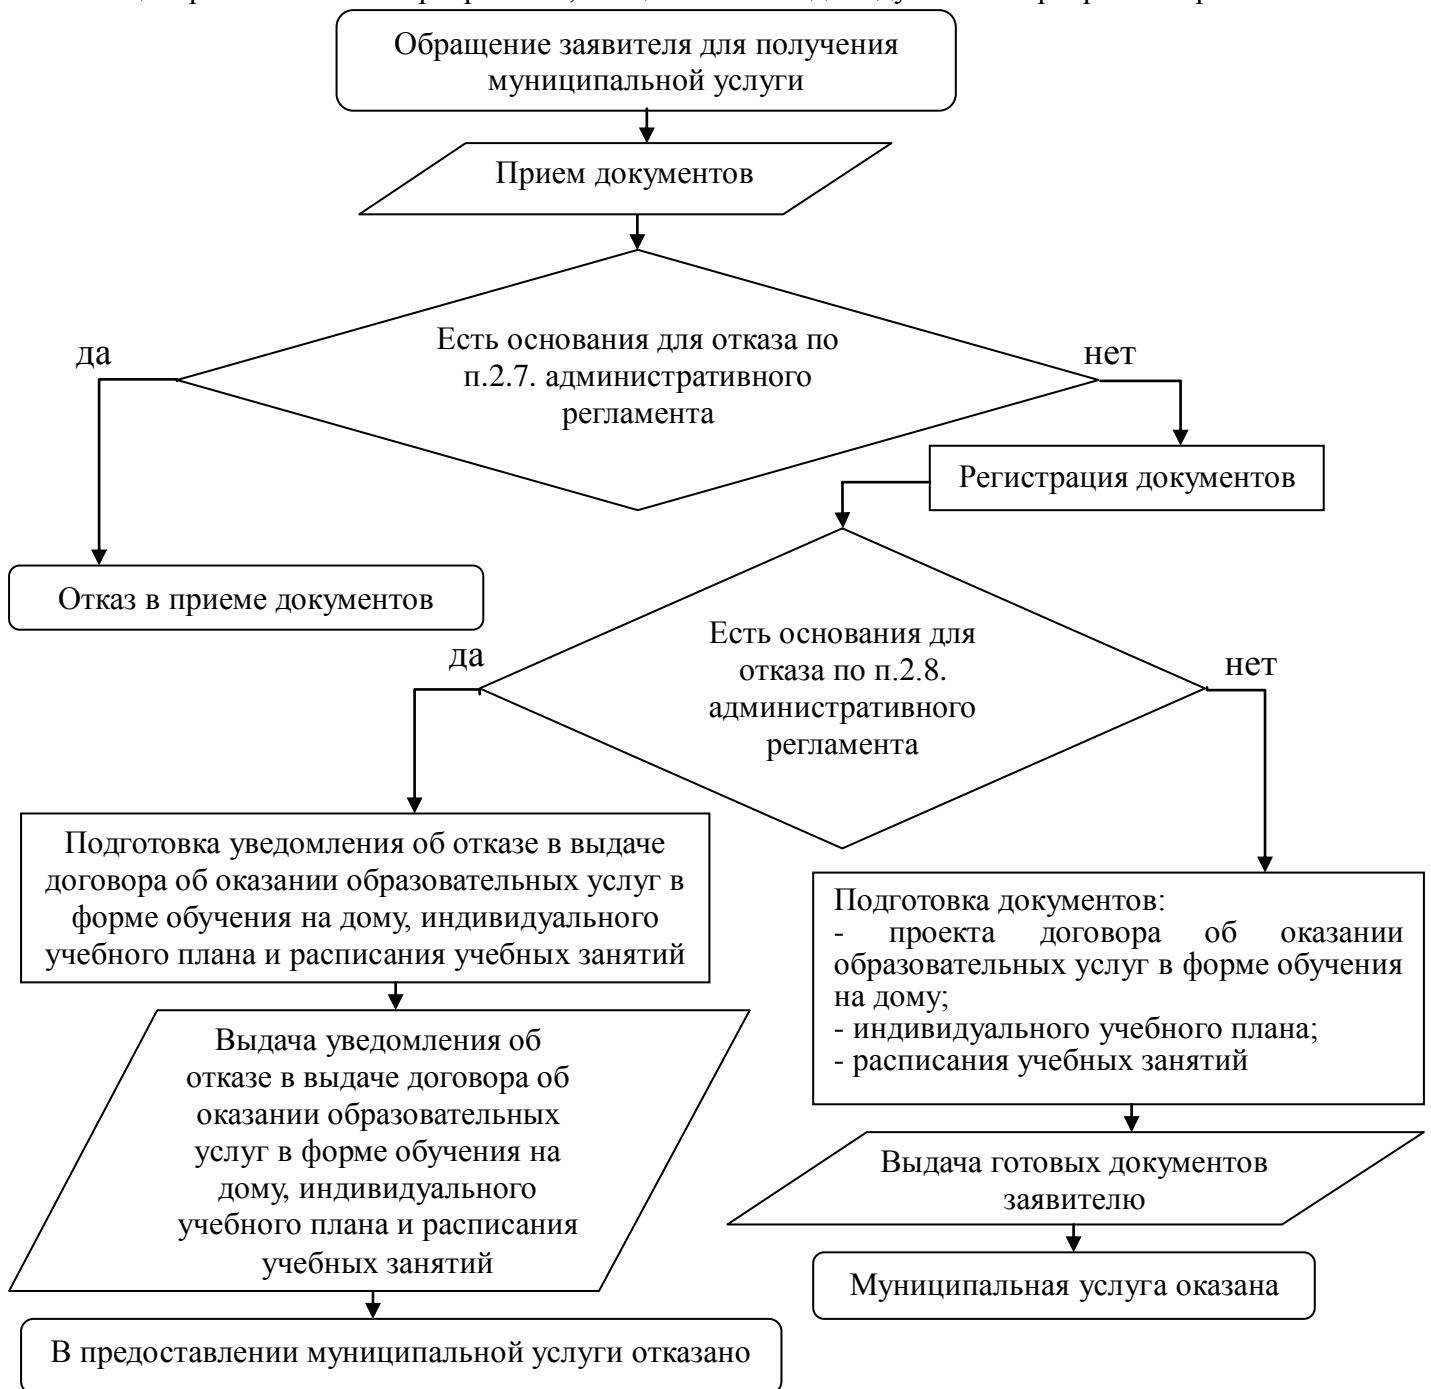 Обращение заявителя для получения
муниципальной услуги
Прием документов
Есть основания для отказа по
п.2.7. административного
регламента
да
нет
Регистрация документов
Отказ в приеме документов
Есть основания для
отказа по п.2.8.
административного
регламента
да
нет
Подготовка уведомления об отказе в выдаче
договора об оказании образовательных услуг в
форме обучения на дому, индивидуального
учебного плана и расписания учебных занятий
Подготовка документов:
- проекта договора об оказании
образовательных услуг в форме обучения
на дому;
- индивидуального учебного плана;
- расписания учебных занятий
Выдача уведомления об
отказе в выдаче договора об
оказании образовательных
услуг в форме обучения на
дому, индивидуального
учебного плана и расписания
учебных занятий
Выдача готовых документов
заявителю
Муниципальная услуга оказана
В предоставлении муниципальной услуги отказано